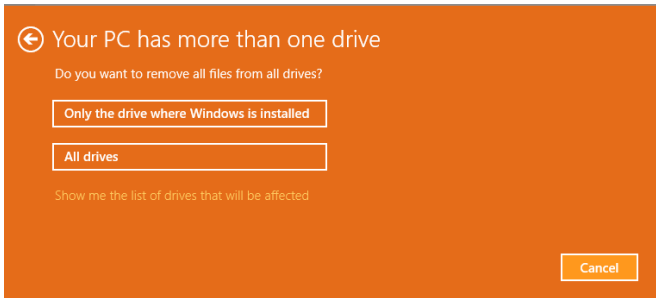 Your PC has more than one drive
Do you want to remove all files from all drives?
Only the drive where Windows is installed
All drives
Show me the list of drives that will be affected
Cancel